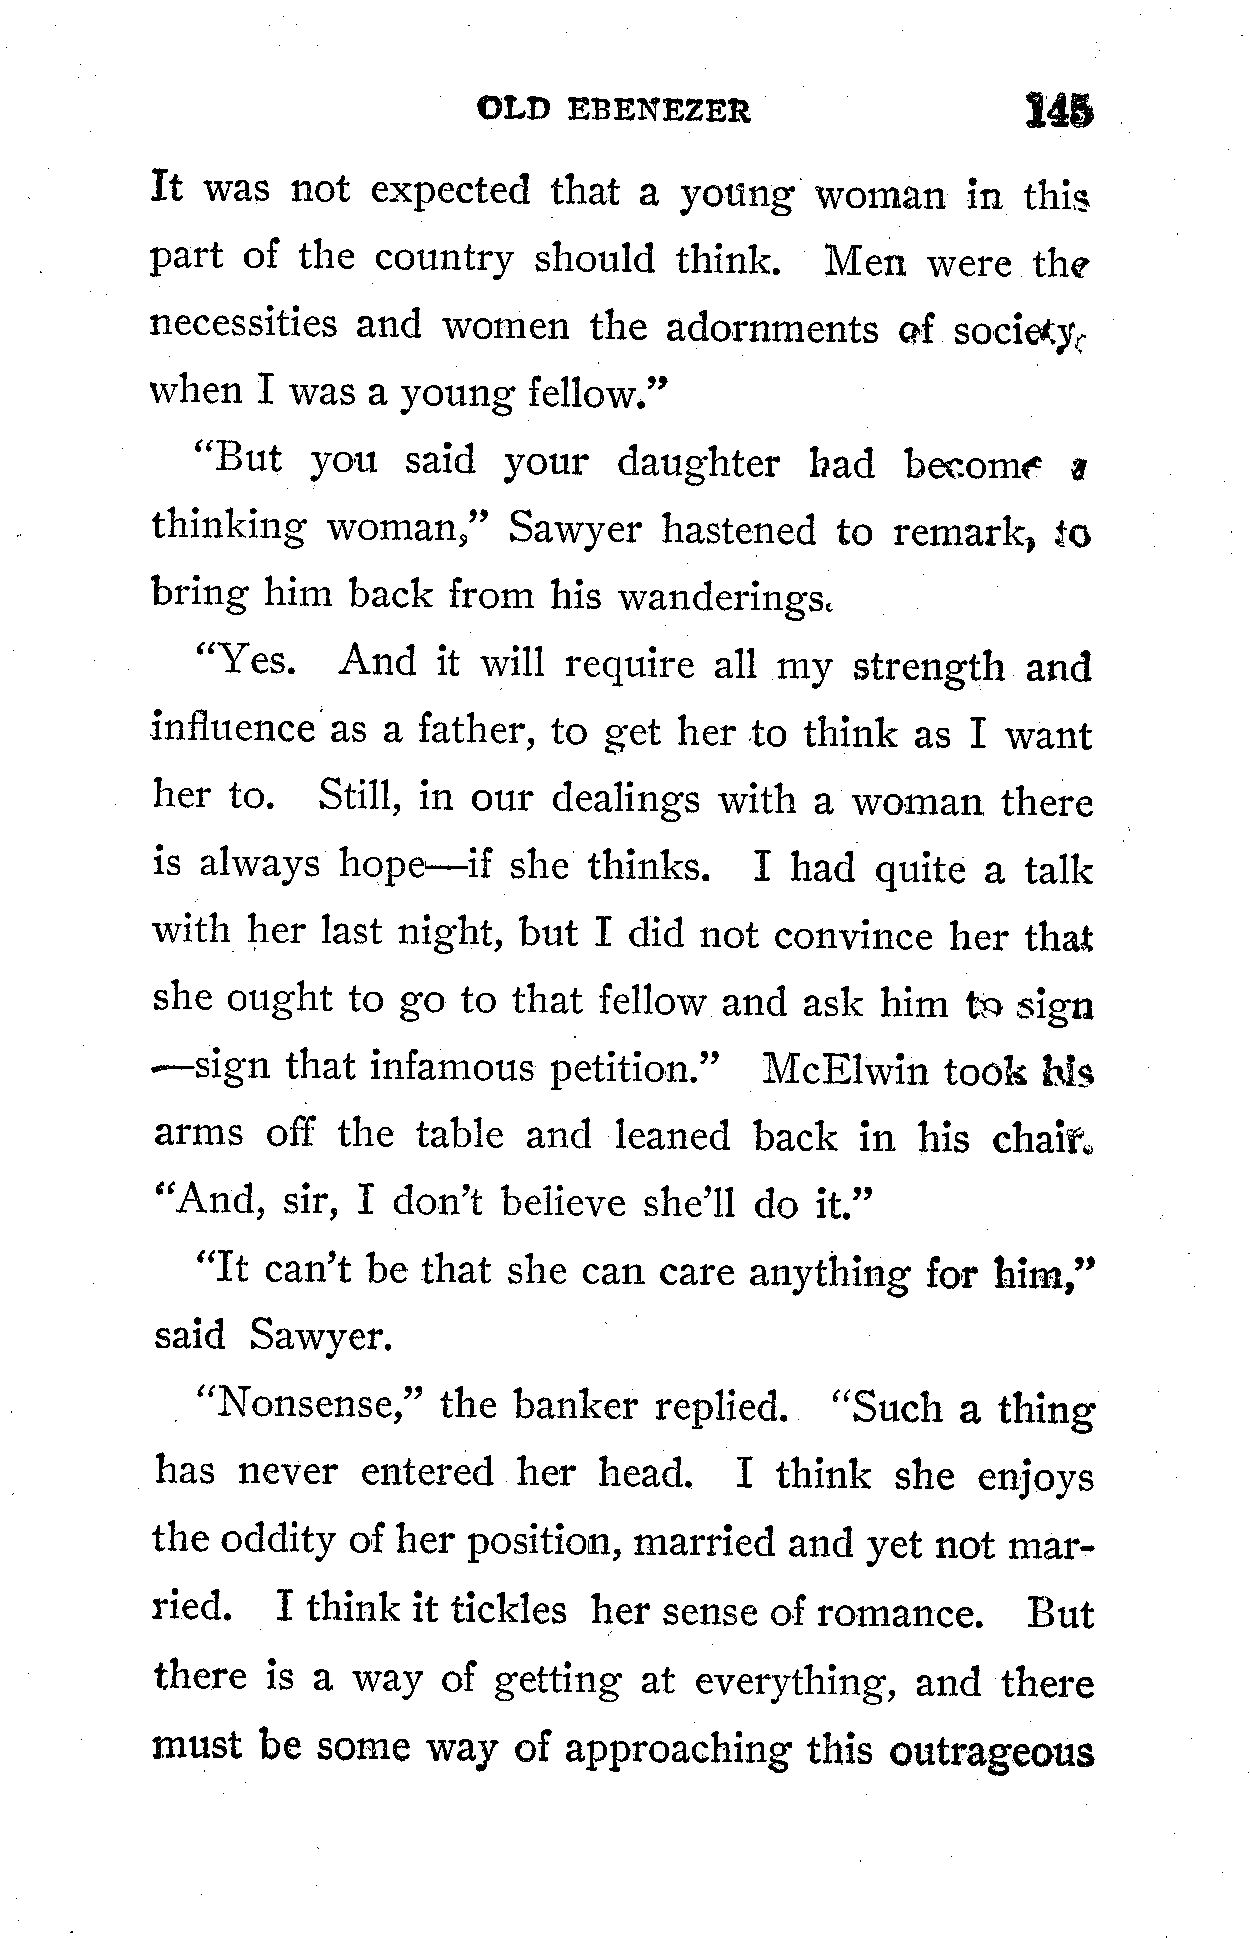 OLD EBENEZER 145
It was not expected that a young woman in this
part of the country should think. Men were the
necessities and women the adornments of society,
when I was a young fellow."
"But you said your daughter had become a
thinking woman," Sawyer hastened to remark, to
bring him back from his wanderings.
"Yes. And it will require all my strength and
influence as a father, to get her to think as I want
her to. Still, in our dealings with a woman there
is always hope—if she thinks. I had quite a talk
with her last night, but I did not convince her that
she ought to go to that fellow and ask him to sign
—sign that infamous petition." McElwin took his
arms off the table and leaned back in his chair.
"And, sir, I don't believe she'll do it."
"It can't be that she can care anything for him,"
said Sawyer.
"Nonsense," the banker replied. "Such a thing
has never entered her head. I think she enjoys
the oddity of her position, married and yet not mar-
ried. I think it tickles her sense of romance. But
there is a way of getting at everything, and there
must be some way of approaching this outrageous